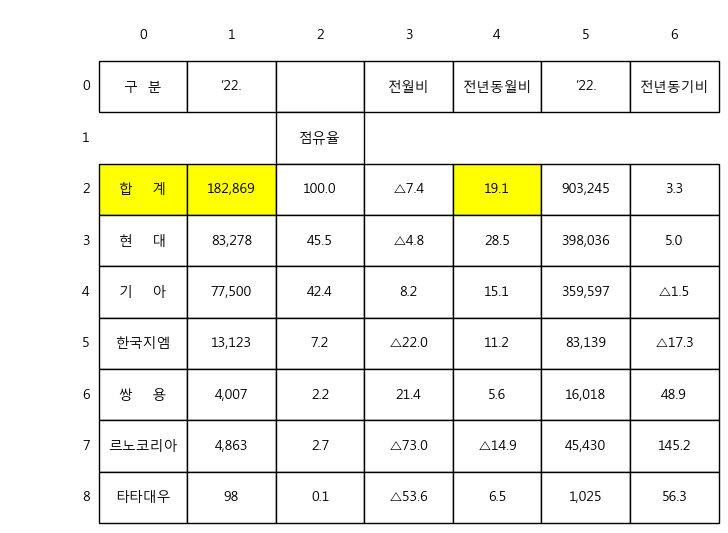 0 1 2 3 4 5 6
0 구 분 '22. 전월비 전년동월비 '22. 전년동기비
1 점유율
2 합 계 182,869 100.0 △7.4 19.1 903,245 3.3
3 현 대 83,278 45.5 △4.8 28.5 398,036 5.0
4 기 아 77,500 42.4 8.2 15.1 359,597 △1.5
5 한국지엠 13,123 7.2 △22.0 11.2 83,139 △17.3
6 쌍 용 4,007 2.2 21.4 5.6 16,018 48.9
7 르노코리아 4,863 2.7 △73.0 △14.9 45,430 145.2
8 타타대우 98 0.1 △53.6 6.5 1,025 56.3